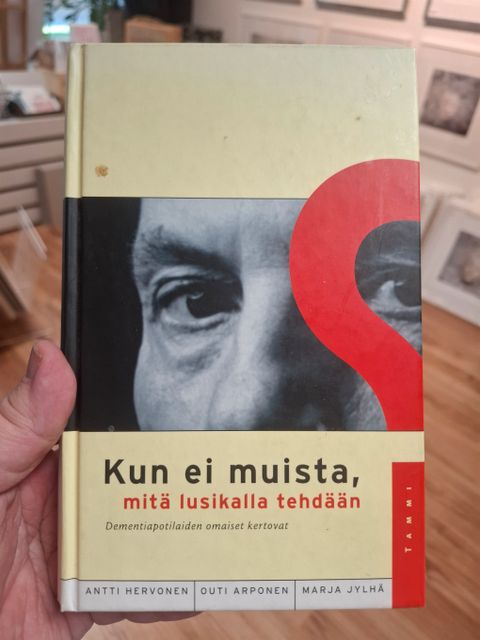 Kun ei muista,
mitä lusikalla tehdään
Dementiapotilaiden omaiset kertovat
TAMMI
ANTTI HERVONEN OUTI ARPONEN MARJA JYLHÄ